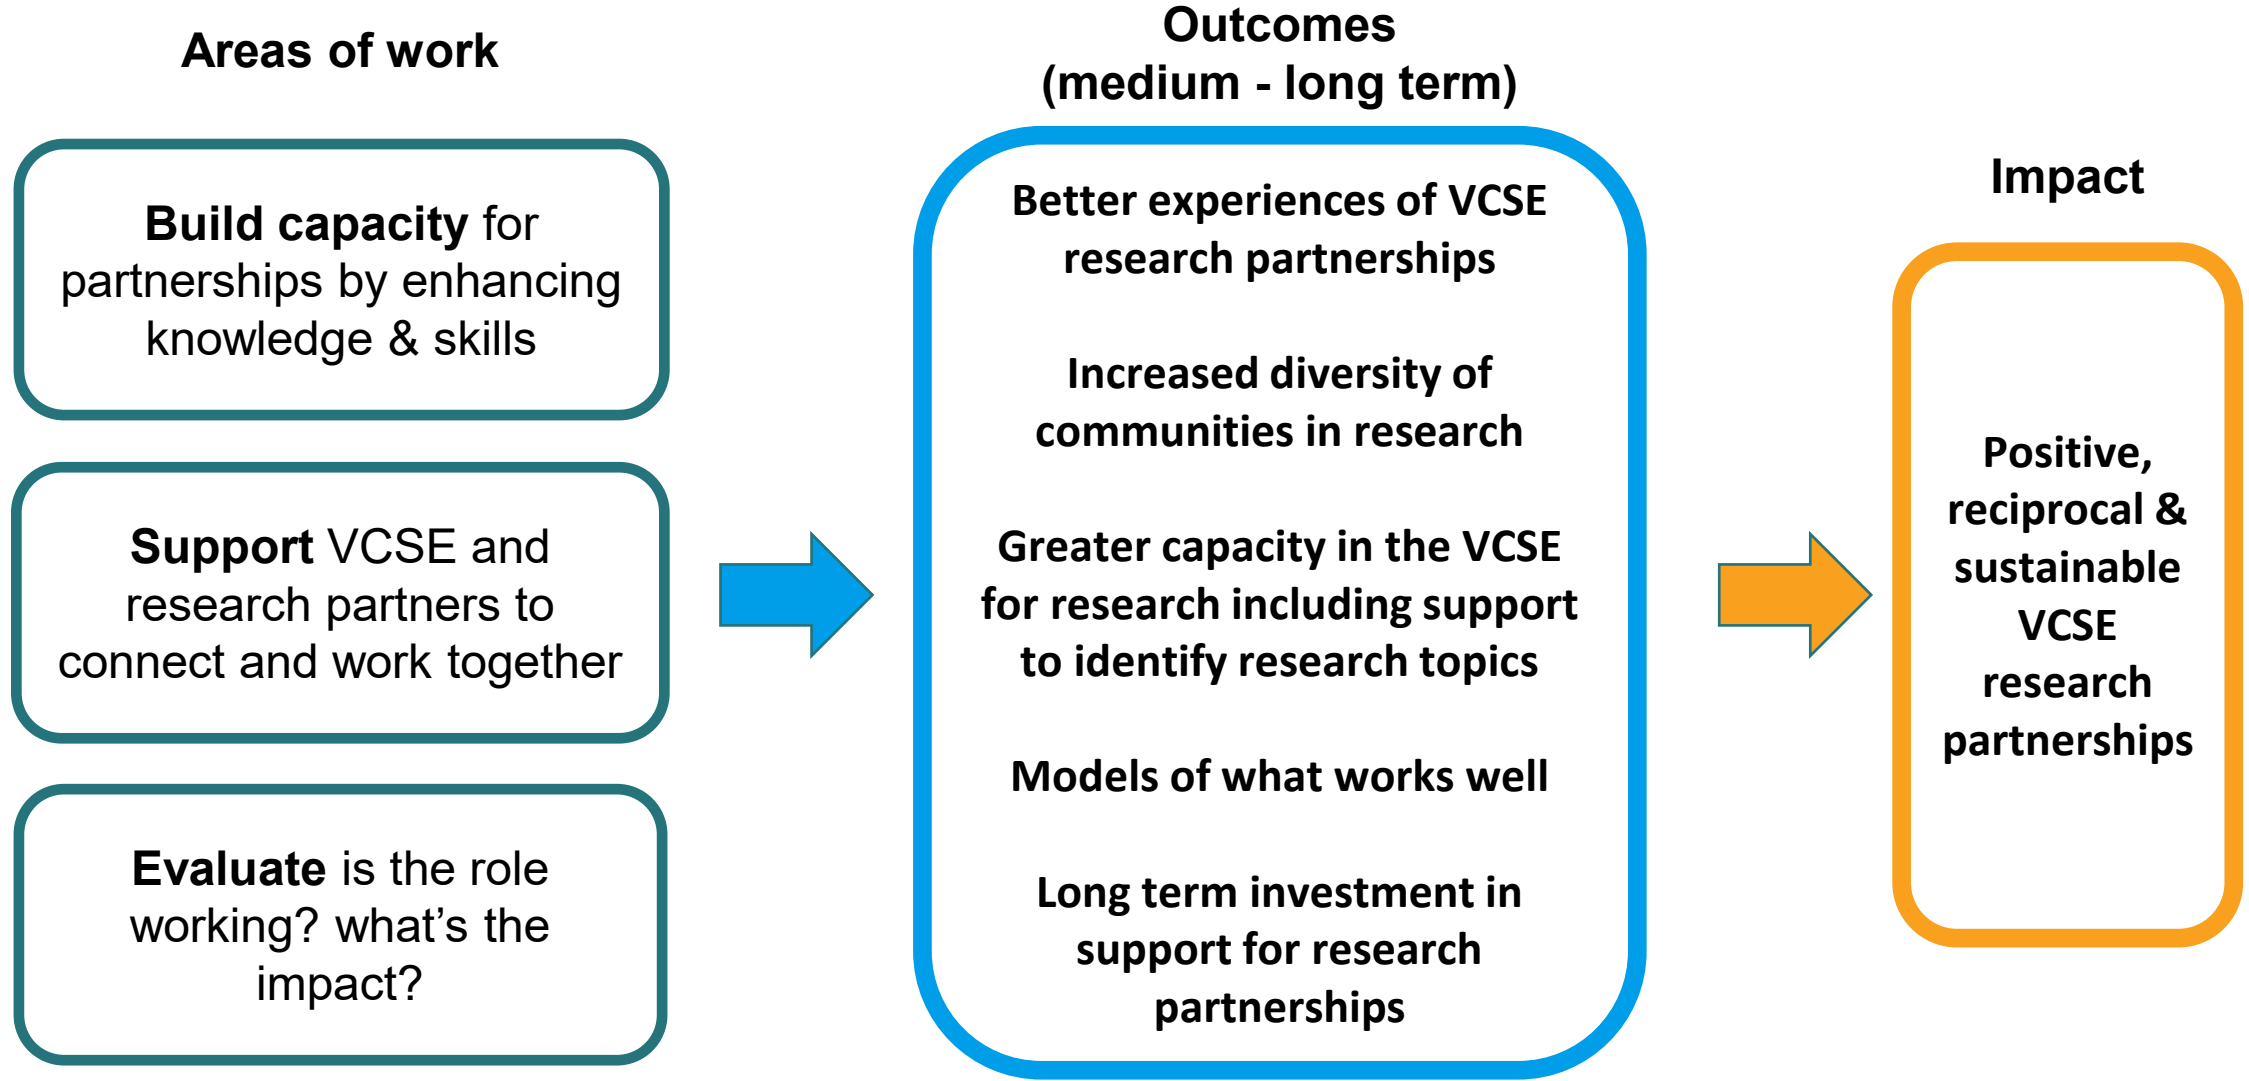 Areas of work
Build capacity for
partnerships by enhancing
knowledge & skills
Support VCSE and
research partners to
connect and work together
Evaluate is the role
working? what’s the
impact?
Outcomes
(medium - long term)
Better experiences of VCSE
research partnerships
Increased diversity of
communities in research
Greater capacity in the VCSE
for research including support
to identify research topics
Models of what works well
Long term investment in
support for research
partnerships
Impact
Positive,
reciprocal &
sustainable
VCSE
research
partnerships